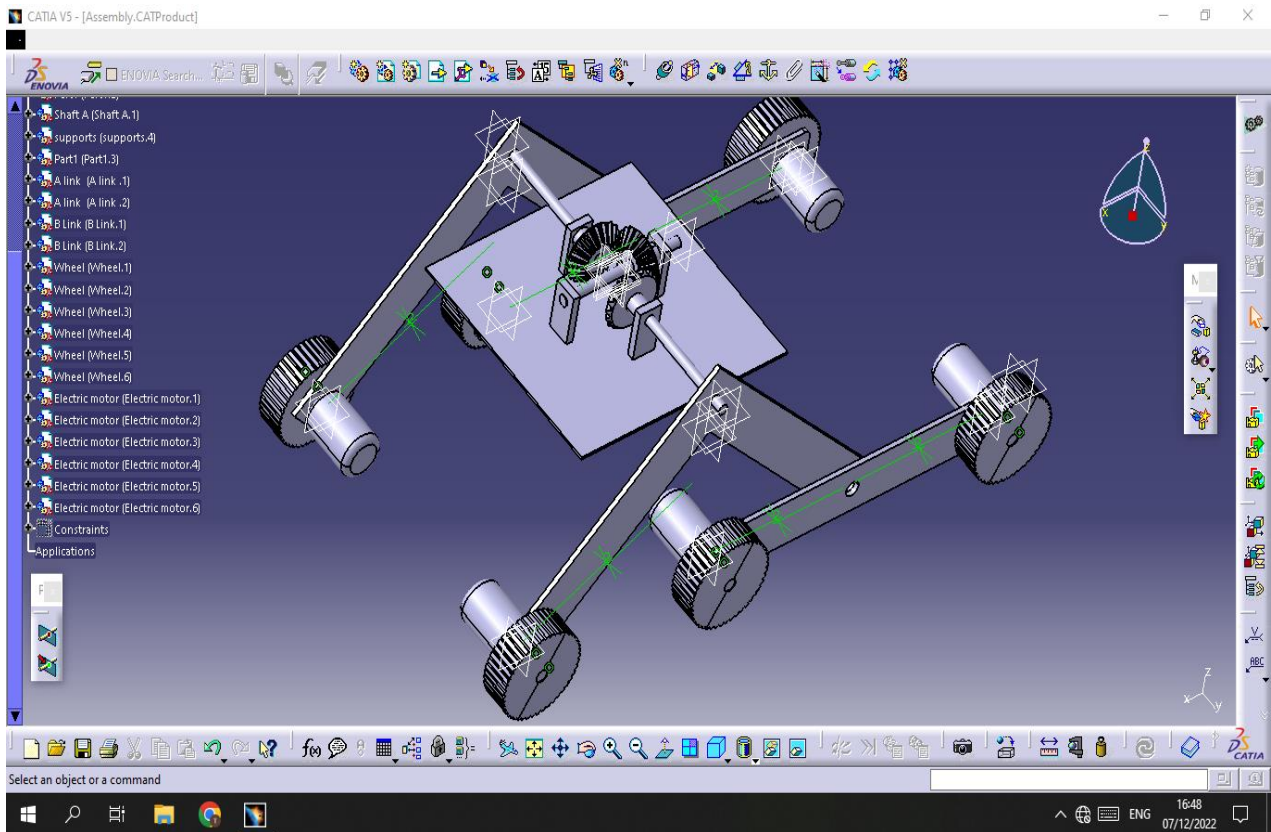 CATIA V5 - [Assembly.CATProduct]
ENOVIA
ENOVIA Search...
Shaft A (Shaft A.1)
supports (supports.4)
Part1 (Part1.3)
A link (A link .1)
A link (A link .2)
B Link (B Link.1)
B Link (B Link.2)
Wheel (Wheel.1)
Wheel (Wheel.2)
Wheel (Wheel.3)
Wheel (Wheel.4)
Wheel (Wheel.5)
Wheel (Wheel.6)
Electric motor (Electric motor.1)
Electric motor (Electric motor.2)
Electric motor (Electric motor.3)
Electric motor (Electric motor.4)
Electric motor (Electric motor.5)
Electric motor (Electric motor.6)
Constraints
Applications
z
x
y
ABC
z
x
y
f(x)
CATIA
Select an object or a command
ENG
16:48
07/12/2022